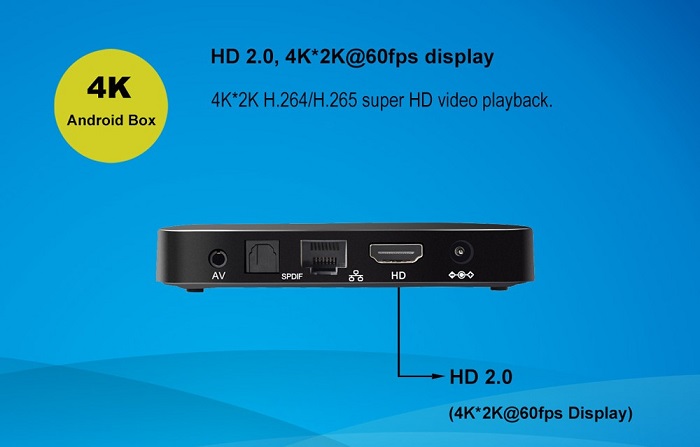 HD 2.0, 4K*2K@60fps display
4K
Android Box
4K*2K H.264/H.265 super HD video playback.
AV
SPDIF
HD
HD 2.0
(4K*2K@60fps Display)